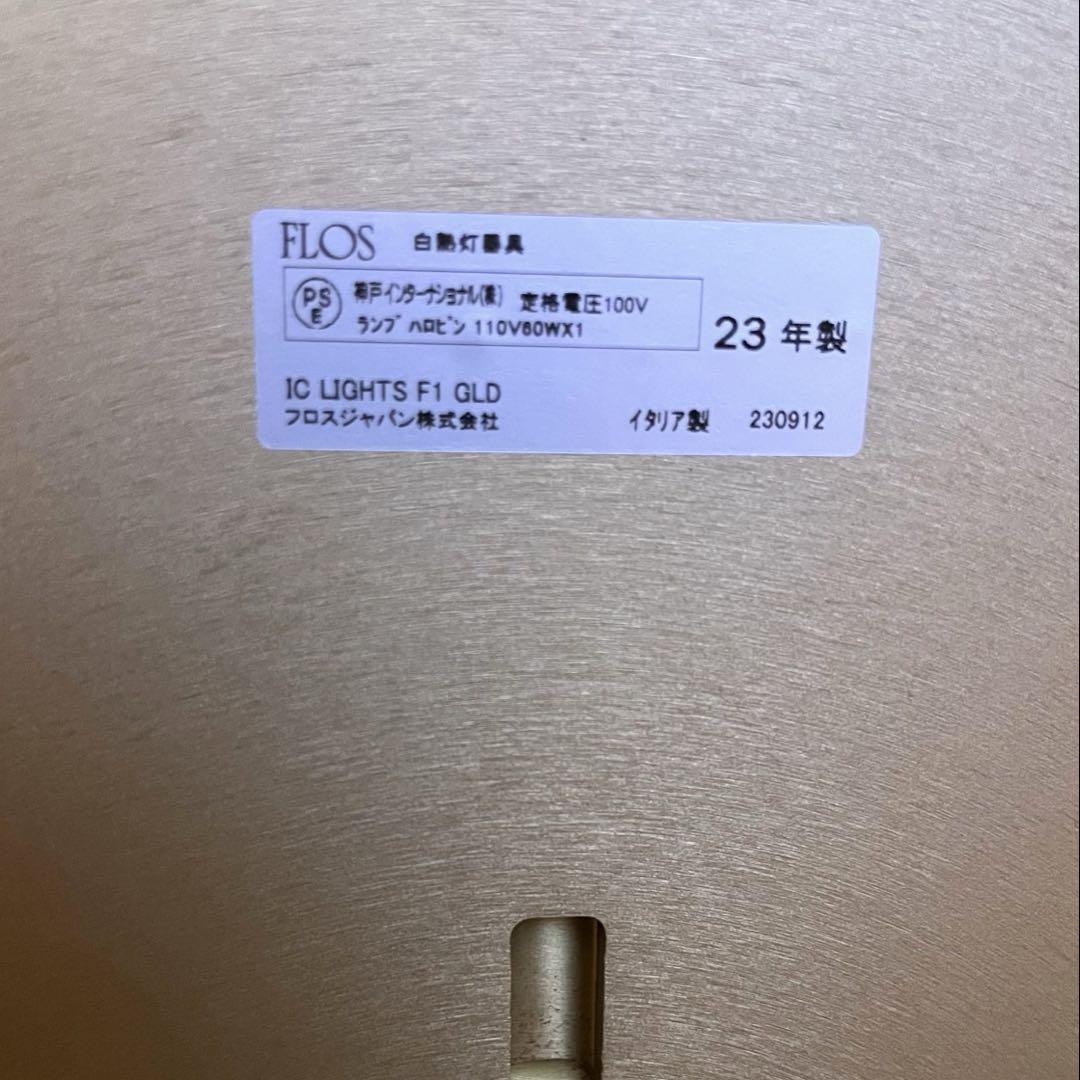 FLOS 白熱灯器具
PS
E
神戸インターナショナル(株) 定格電圧100V
ランプ ハロピン 110V60WX1
23 年製
IC LIGHTS F1 GLD
フロスジャパン株式会社 イタリア製 230912